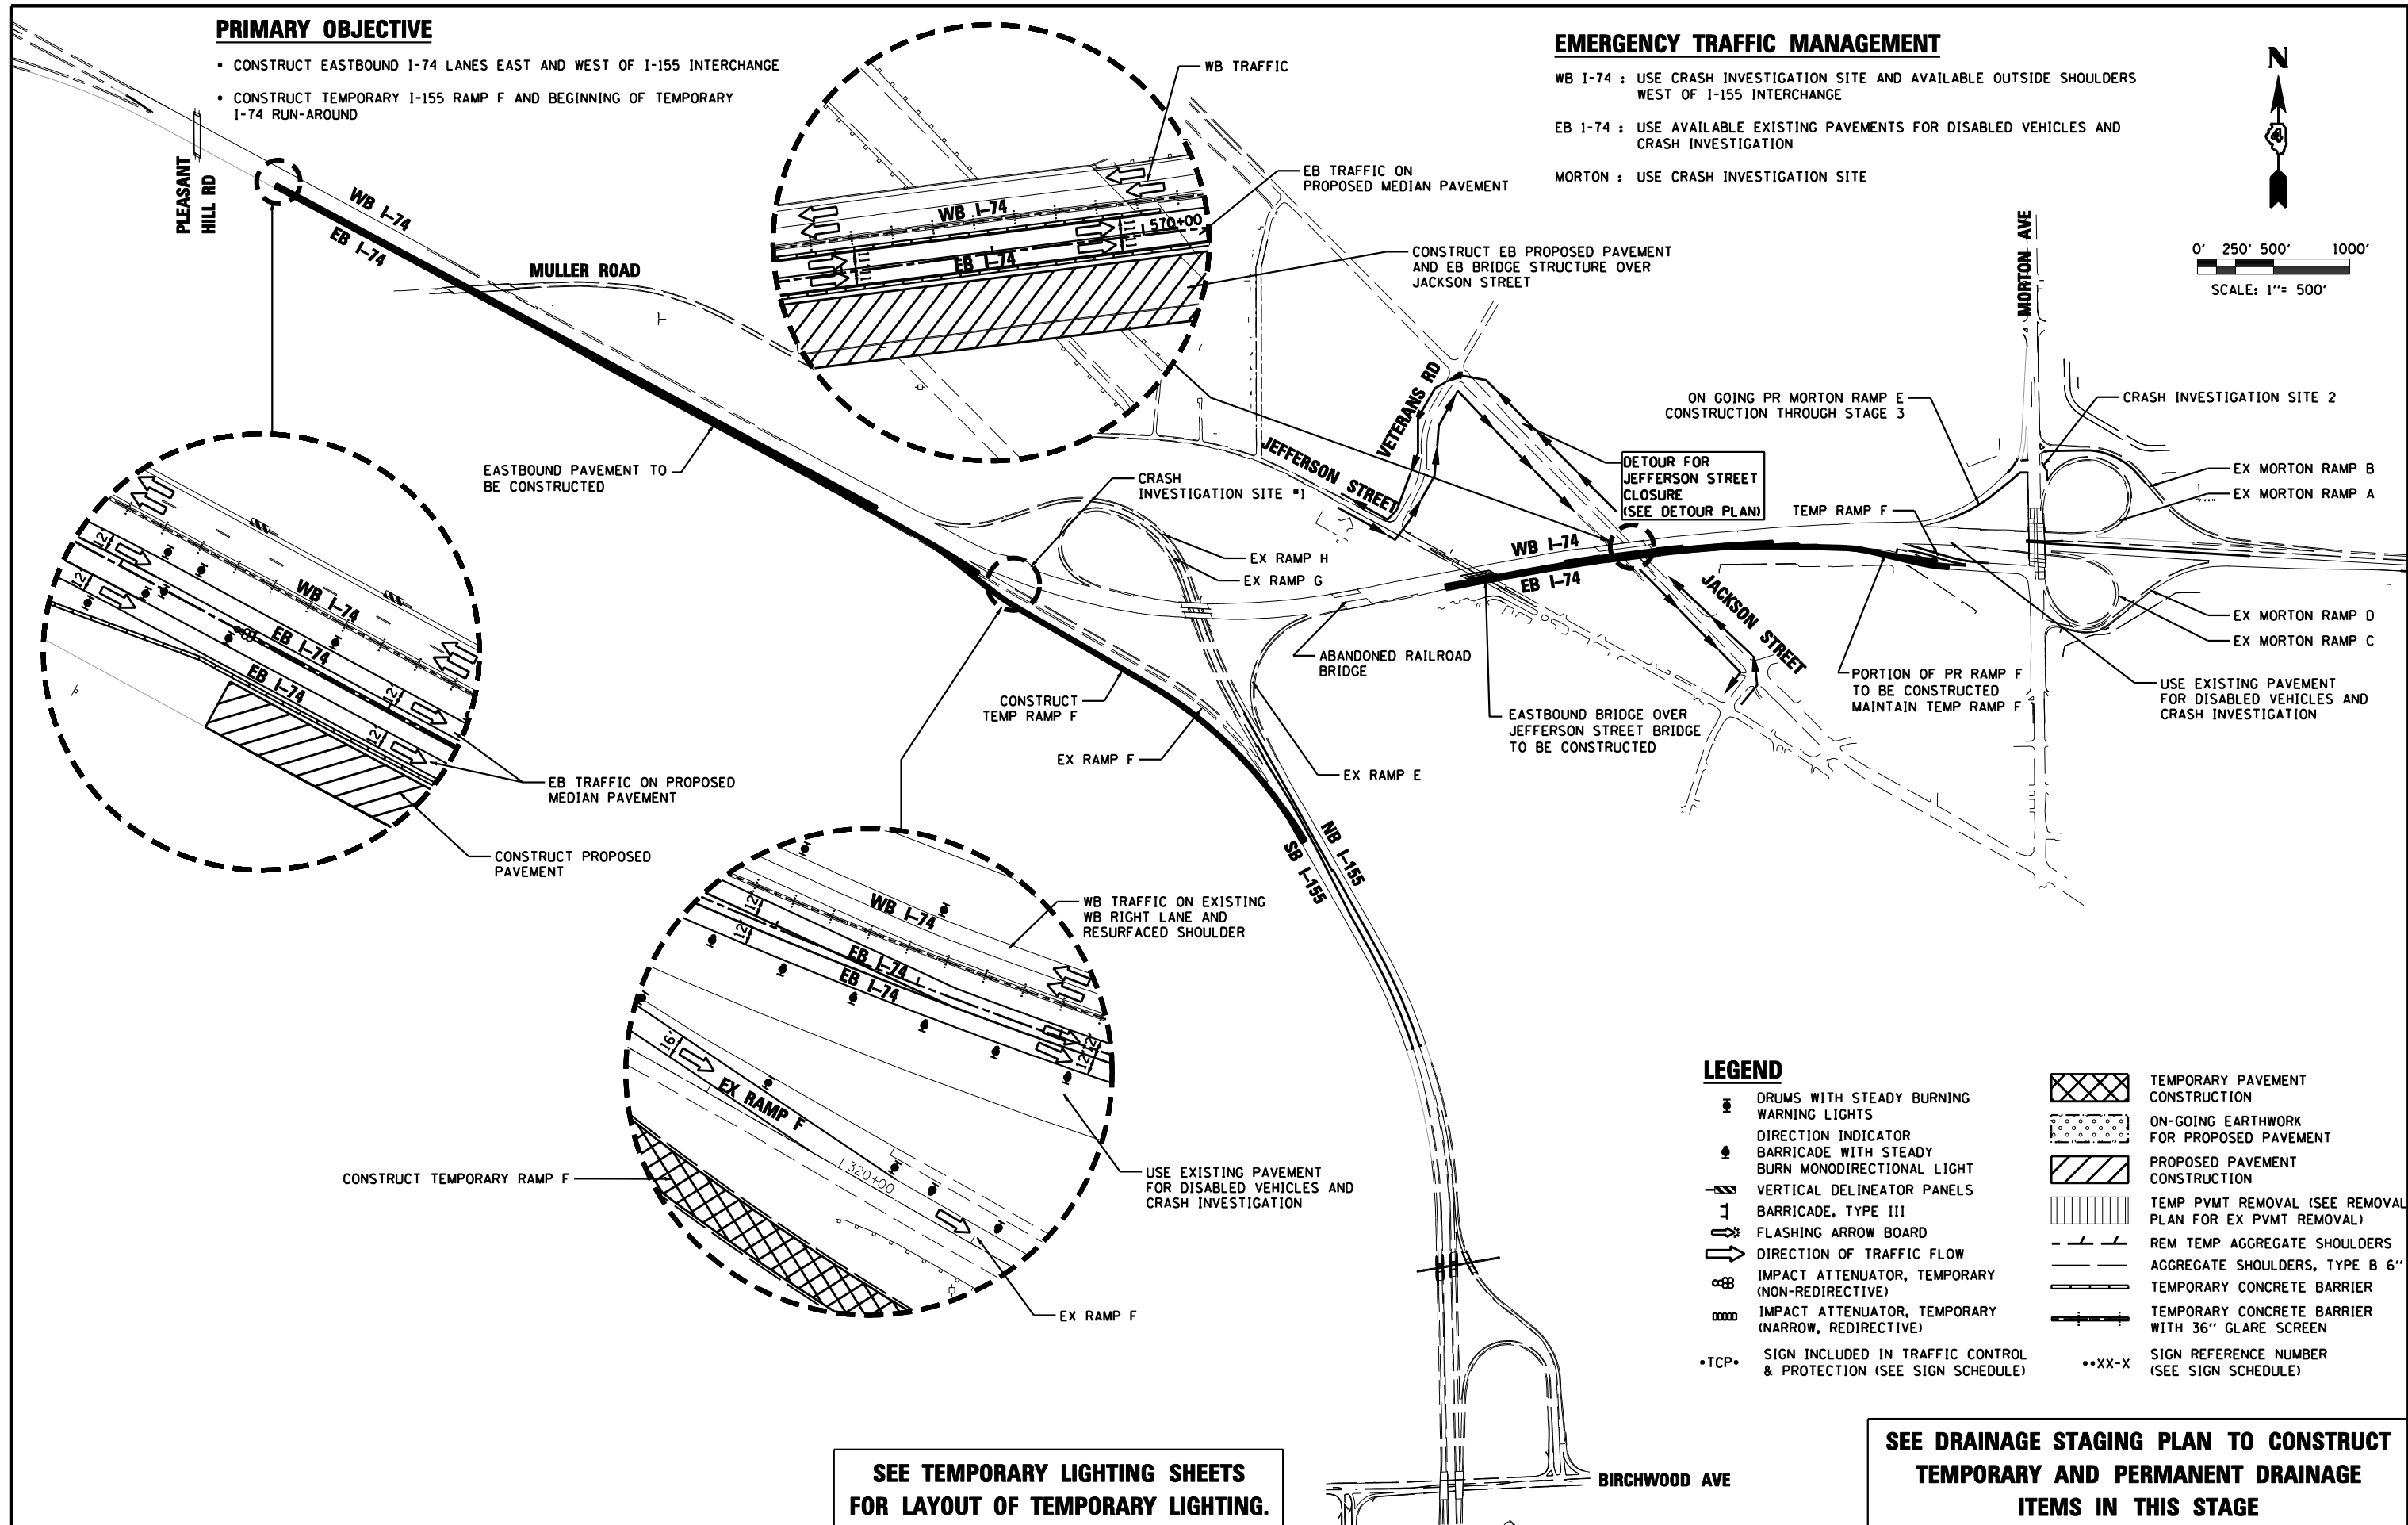 PRIMARY OBJECTIVE
• CONSTRUCT EASTBOUND I-74 LANES EAST AND WEST OF I-155 INTERCHANGE
• CONSTRUCT TEMPORARY I-155 RAMP F AND BEGINNING OF TEMPORARY
I-74 RUN-AROUND
EMERGENCY TRAFFIC MANAGEMENT
WB I-74 : USE CRASH INVESTIGATION SITE AND AVAILABLE OUTSIDE SHOULDERS
WEST OF I-155 INTERCHANGE
EB I-74 : USE AVAILABLE EXISTING PAVEMENTS FOR DISABLED VEHICLES AND
CRASH INVESTIGATION
MORTON : USE CRASH INVESTIGATION SITE
N
4
0' 250' 500' 1000'
SCALE: 1"= 500'
PLEASANT
HILL RD
WB I-74
EB I-74
MULLER ROAD
WB TRAFFIC
EB TRAFFIC ON
PROPOSED MEDIAN PAVEMENT
CONSTRUCT EB PROPOSED PAVEMENT
AND EB BRIDGE STRUCTURE OVER
JACKSON STREET
WB I-74
EB I-74
570+00
MORTON AVE
VETERANS RD
JEFFERSON STREET
ON GOING PR MORTON RAMP E
CONSTRUCTION THROUGH STAGE 3
CRASH INVESTIGATION SITE 2
EX MORTON RAMP B
EX MORTON RAMP A
DETOUR FOR
JEFFERSON STREET
CLOSURE
(SEE DETOUR PLAN)
TEMP RAMP F
EASTBOUND PAVEMENT TO
BE CONSTRUCTED
CRASH
INVESTIGATION SITE #1
EX RAMP H
EX RAMP G
WB I-74
EB I-74
JACKSON STREET
EX MORTON RAMP D
EX MORTON RAMP C
ABANDONED RAILROAD
BRIDGE
PORTION OF PR RAMP F
TO BE CONSTRUCTED
MAINTAIN TEMP RAMP F
USE EXISTING PAVEMENT
FOR DISABLED VEHICLES AND
CRASH INVESTIGATION
CONSTRUCT
TEMP RAMP F
EASTBOUND BRIDGE OVER
JEFFERSON STREET BRIDGE
TO BE CONSTRUCTED
EX RAMP F
EX RAMP E
12'
12'
WB I-74
EB I-74
EB I-74
12'
12'
EB TRAFFIC ON PROPOSED
MEDIAN PAVEMENT
CONSTRUCT PROPOSED
PAVEMENT
NB I-155
SB I-155
WB I-74
WB TRAFFIC ON EXISTING
WB RIGHT LANE AND
RESURFACED SHOULDER
12'
12'
EB I-74
EB I-74
12'
12'
16'
EX RAMP F
320+00
CONSTRUCT TEMPORARY RAMP F
USE EXISTING PAVEMENT
FOR DISABLED VEHICLES AND
CRASH INVESTIGATION
EX RAMP F
LEGEND
DRUMS WITH STEADY BURNING
WARNING LIGHTS
DIRECTION INDICATOR
BARRICADE WITH STEADY
BURN MONODIRECTIONAL LIGHT
VERTICAL DELINEATOR PANELS
BARRICADE, TYPE III
FLASHING ARROW BOARD
DIRECTION OF TRAFFIC FLOW
IMPACT ATTENUATOR, TEMPORARY
(NON-REDIRECTIVE)
IMPACT ATTENUATOR, TEMPORARY
(NARROW, REDIRECTIVE)
•TCP• SIGN INCLUDED IN TRAFFIC CONTROL
& PROTECTION (SEE SIGN SCHEDULE)
TEMPORARY PAVEMENT
CONSTRUCTION
ON-GOING EARTHWORK
FOR PROPOSED PAVEMENT
PROPOSED PAVEMENT
CONSTRUCTION
TEMP PVMT REMOVAL (SEE REMOVAL
PLAN FOR EX PVMT REMOVAL)
REM TEMP AGGREGATE SHOULDERS
AGGREGATE SHOULDERS, TYPE B 6"
TEMPORARY CONCRETE BARRIER
TEMPORARY CONCRETE BARRIER
WITH 36" GLARE SCREEN
••XX-X SIGN REFERENCE NUMBER
(SEE SIGN SCHEDULE)
SEE TEMPORARY LIGHTING SHEETS
FOR LAYOUT OF TEMPORARY LIGHTING.
BIRCHWOOD AVE
SEE DRAINAGE STAGING PLAN TO CONSTRUCT
TEMPORARY AND PERMANENT DRAINAGE
ITEMS IN THIS STAGE